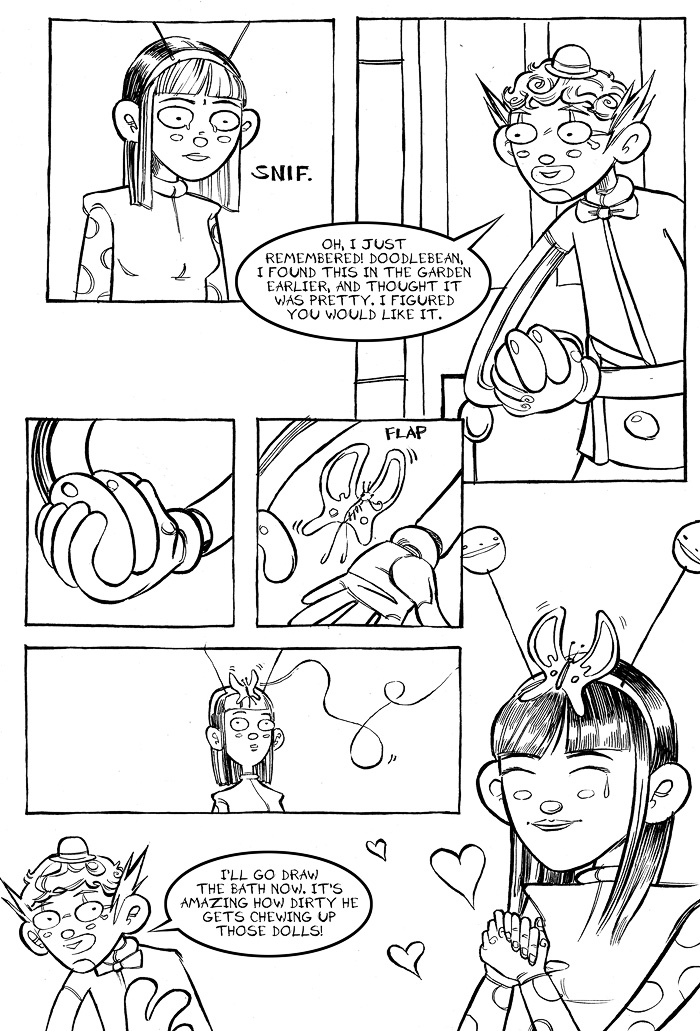 SNIF.
OH, I JUST
REMEMBERED! DOODLEBEAN,
I FOUND THIS IN THE GARDEN
EARLIER, AND THOUGHT IT
WAS PRETTY. I FIGURED
YOU WOULD LIKE IT.
FLAP
I'LL GO DRAW
THE BATH NOW. IT'S
AMAZING HOW DIRTY HE
GETS CHEWING UP
THOSE DOLLS!